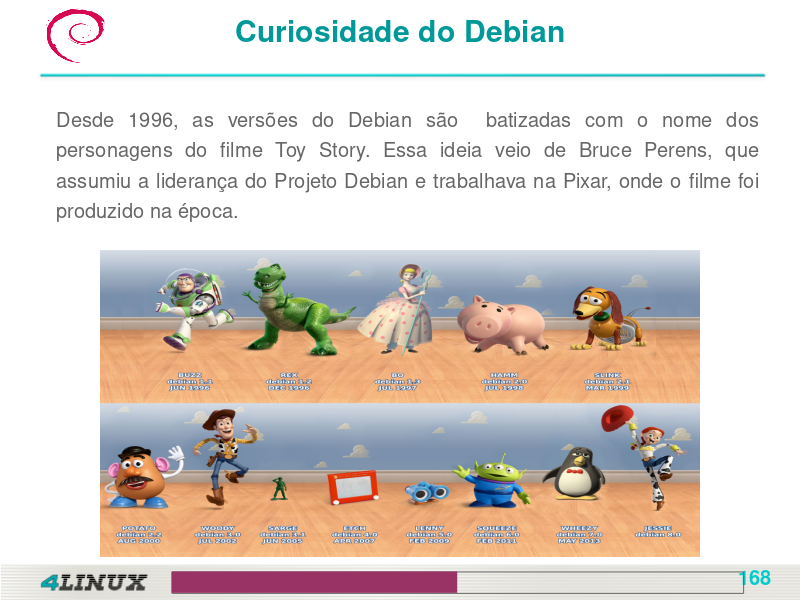 Curiosidade do Debian
Desde 1996, as versões do Debian são batizadas com o nome dos
personagens do filme Toy Story. Essa ideia veio de Bruce Perens, que
assumiu a liderança do Projeto Debian e trabalhava na Pixar, onde o filme foi
produzido na época.
BUZZ REX BO HAMM SLINK
debian 1.1 debian 1.2 debian 1.3 debian 2.0 debian 2.1
JUN 1996 DEC 1996 JUL 1997 JUL 1998 MAR 1999
POTATO WOODY SARGE ETCH LENNY SQUEEZE WHEEZY JESSIE
debian 2.2 debian 3.0 debian 3.1 debian 4.0 debian 5.0 debian 6.0 debian 7.0 debian 8.0
AUG 2000 JUL 2002 JUN 2005 APR 2007 FEB 2009 FEB 2011 MAY 2013
4LINUX
168